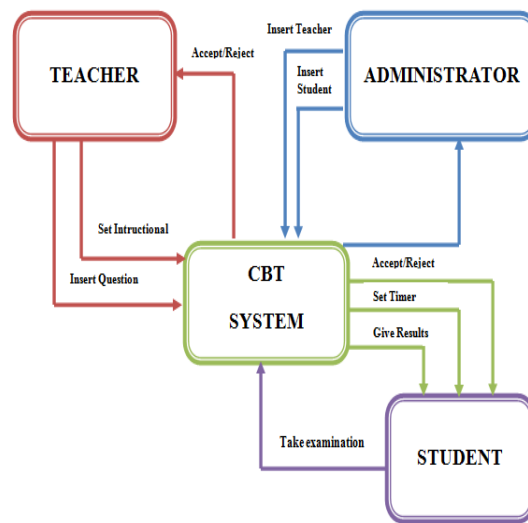 Insert Teacher
Accept/Reject
TEACHER
Insert
Student
ADMINISTRATOR
Set Intructional
Insert Question
CBT
SYSTEM
Accept/Reject
Set Timer
Give Results
Take examination
STUDENT